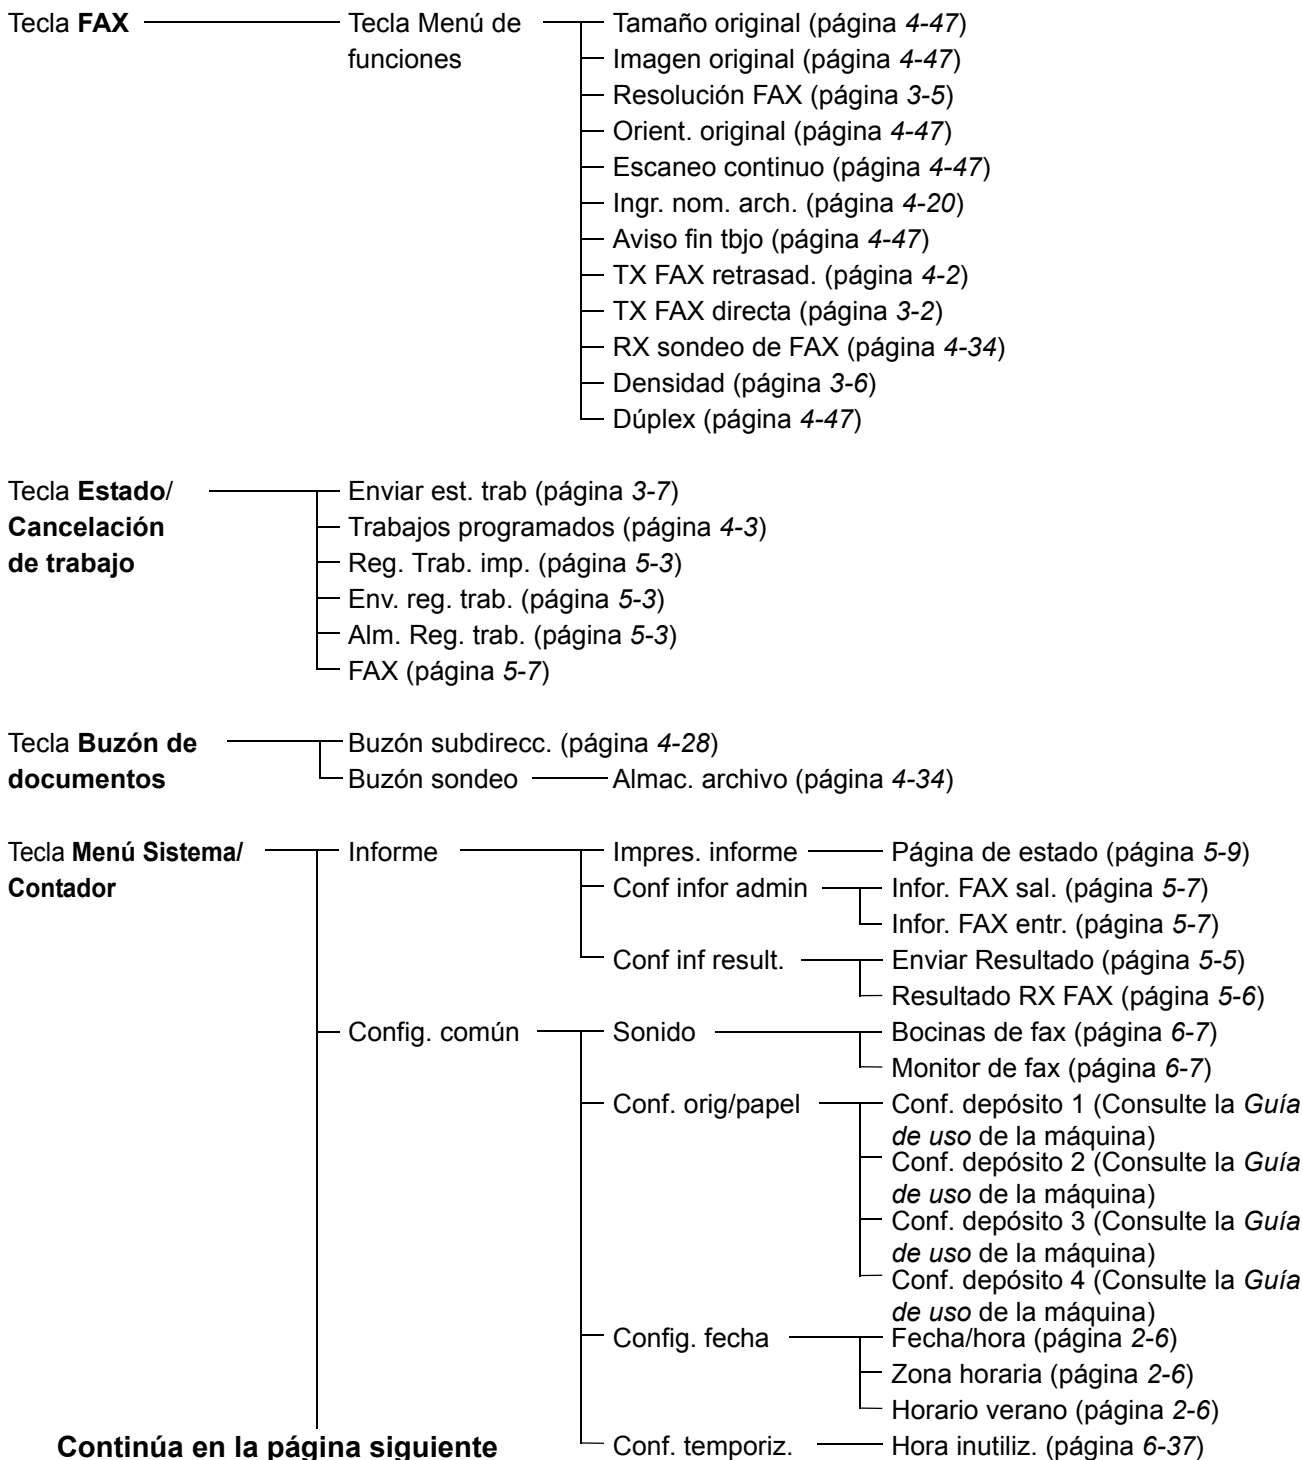 Tecla FAX
Tecla Menú de
funciones
Tamaño original (página 4-47)
Imagen original (página 4-47)
Resolución FAX (página 3-5)
Orient. original (página 4-47)
Escaneo continuo (página 4-47)
Ingr. nom. arch. (página 4-20)
Aviso fin tbjo (página 4-47)
TX FAX retrasad. (página 4-2)
TX FAX directa (página 3-2)
RX sondeo de FAX (página 4-34)
Densidad (página 3-6)
Dúplex (página 4-47)
Tecla Estado/
Cancelación
de trabajo
Enviar est. trab (página 3-7)
Trabajos programados (página 4-3)
Reg. Trab. imp. (página 5-3)
Env. reg. trab. (página 5-3)
Alm. Reg. trab. (página 5-3)
FAX (página 5-7)
Tecla Buzón de
documentos
Buzón subdirecc. (página 4-28)
Buzón sondeo
Almac. archivo (página 4-34)
Tecla Menú Sistema/
Contador
Informe
Impres. informe
Página de estado (página 5-9)
Conf infor admin
Infor. FAX sal. (página 5-7)
Infor. FAX entr. (página 5-7)
Conf inf result.
Enviar Resultado (página 5-5)
Resultado RX FAX (página 5-6)
Config. común
Sonido
Bocinas de fax (página 6-7)
Monitor de fax (página 6-7)
Conf. orig/papel
Conf. depósito 1 (Consulte la Guía
de uso de la máquina)
Conf. depósito 2 (Consulte la Guía
de uso de la máquina)
Conf. depósito 3 (Consulte la Guía
de uso de la máquina)
Conf. depósito 4 (Consulte la Guía
de uso de la máquina)
Config. fecha
Fecha/hora (página 2-6)
Zona horaria (página 2-6)
Horario verano (página 2-6)
Conf. temporiz.
Hora inutiliz. (página 6-37)
Continúa en la página siguiente